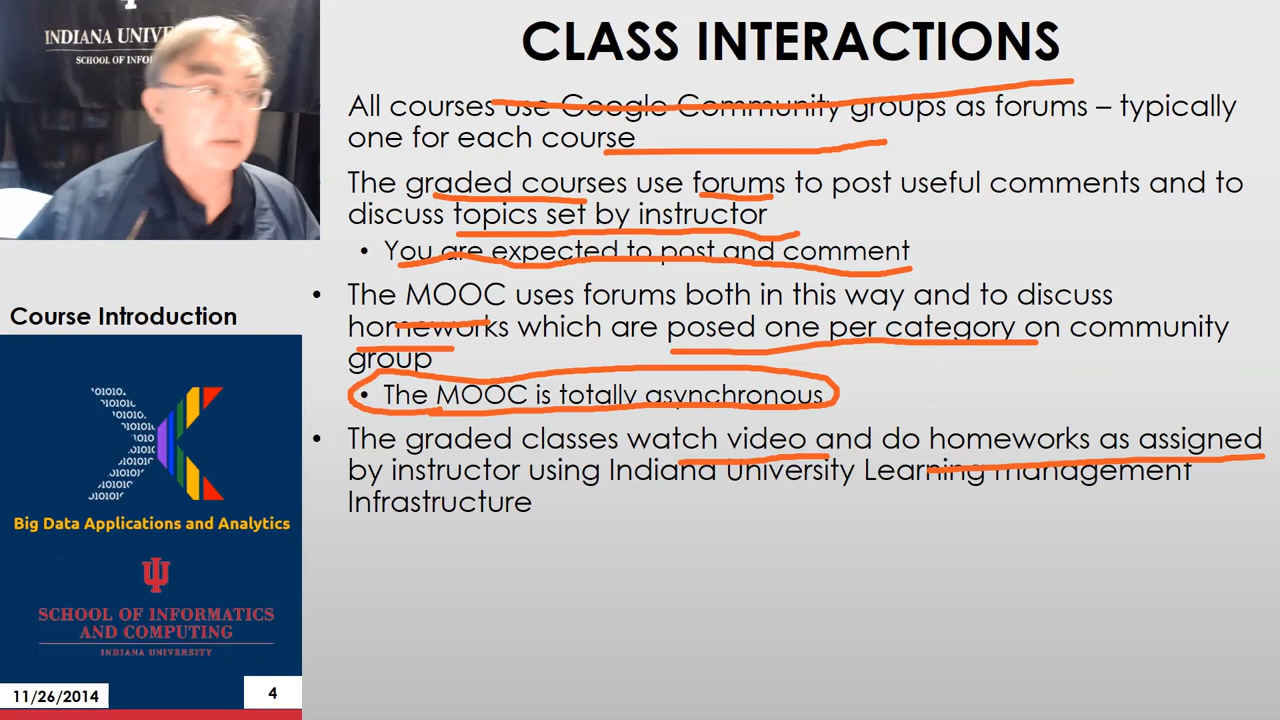 INDIANA UNIV
SCHOOL OF INFO
CLASS INTERACTIONS
All courses use Google Community groups as forums – typically
one for each course
The graded courses use forums to post useful comments and to
discuss topics set by instructor
• You are expected to post and comment
• The MOOC uses forums both in this way and to discuss
homeworks which are posed one per category on community
group
• The MOOC is totally asynchronous
• The graded classes watch video and do homeworks as assigned
by instructor using Indiana University Learning management
Infrastructure
Course Introduction
Big Data Applications and Analytics
SCHOOL OF INFORMATICS
AND COMPUTING
INDIANA UNIVERSITY
11/26/2014
4